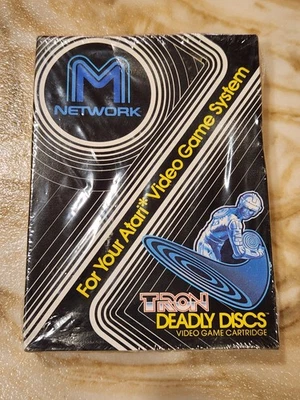 M
NETWORK
For Your Atari* Video Game System
TRON
DEADLY DISCS
VIDEO GAME CARTRIDGE